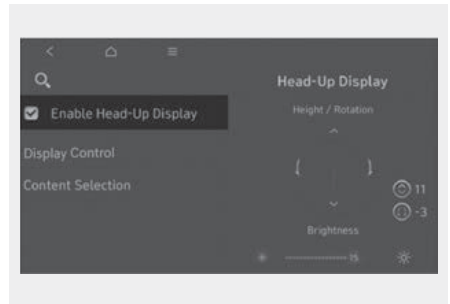 Head-Up Display
Enable Head-Up Display
Height / Rotation
Display Control
Content Selection
11
-3
Brightness
15